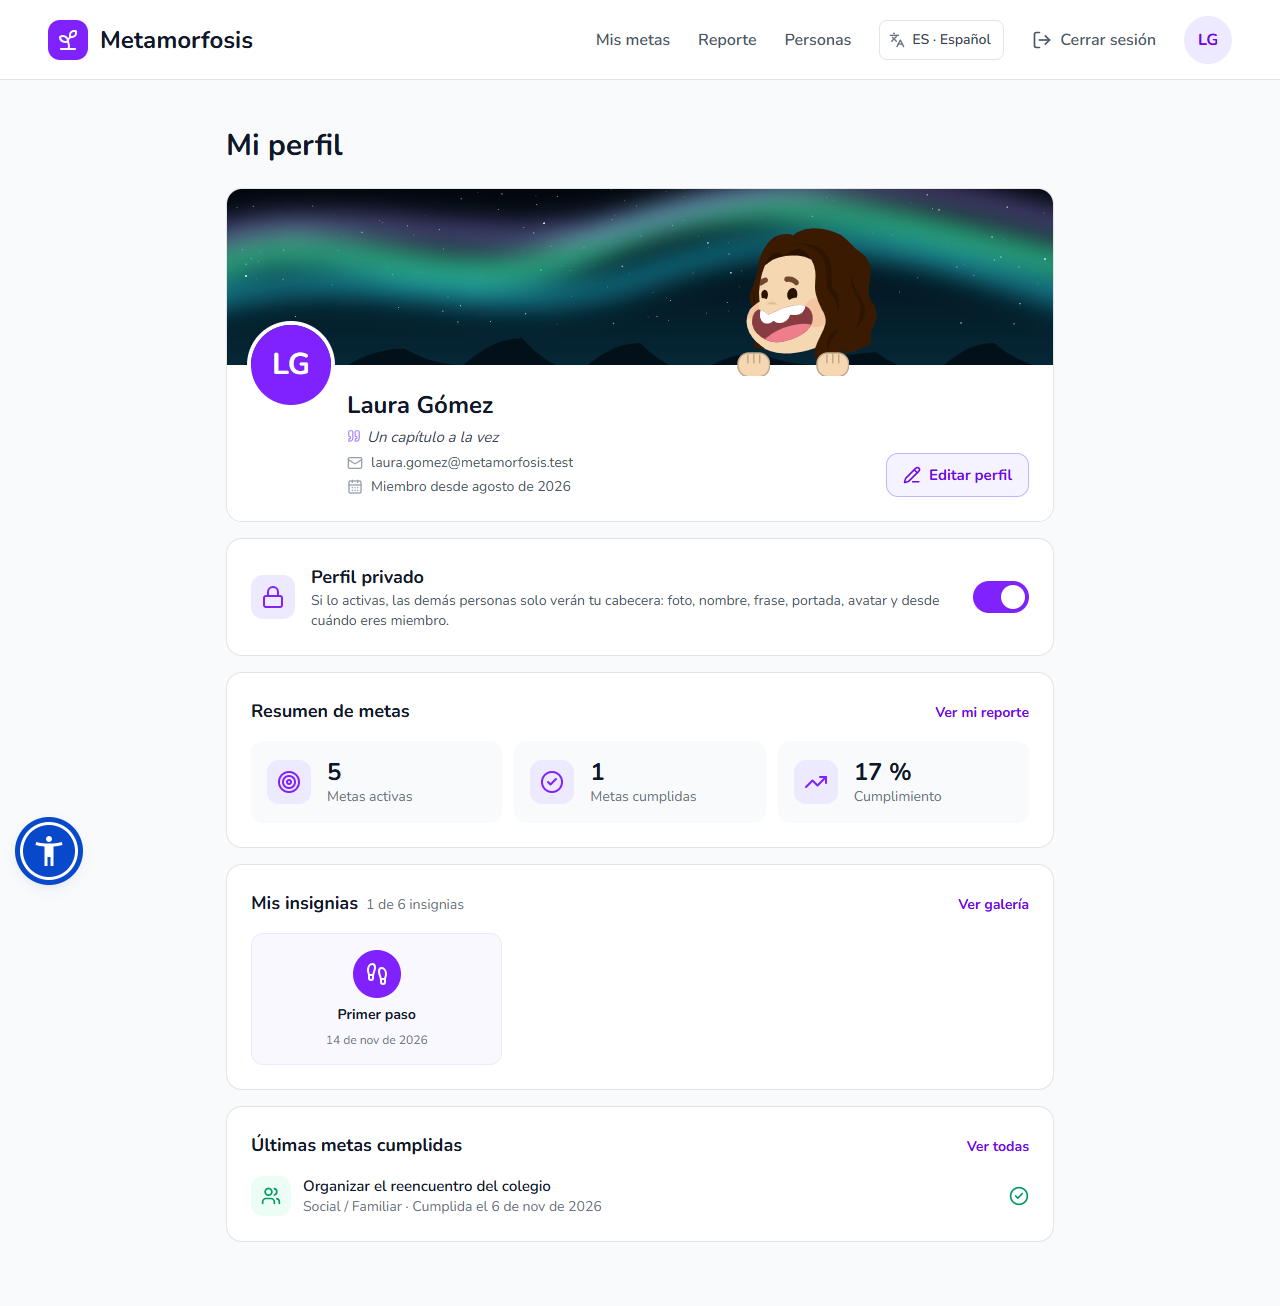 Metamorfosis
Mis metas
Reporte
Personas
ES · Español
Cerrar sesión
LG
Mi perfil
LG
Laura Gómez
Un capítulo a la vez
laura.gomez@metamorfosis.test
Miembro desde agosto de 2026
Editar perfil
Perfil privado
Si lo activas, las demás personas solo verán tu cabecera: foto, nombre, frase, portada, avatar y desde
cuándo eres miembro.
Resumen de metas
Ver mi reporte
5
Metas activas
1
Metas cumplidas
17 %
Cumplimiento
Mis insignias 1 de 6 insignias
Ver galería
Primer paso
14 de nov de 2026
Últimas metas cumplidas
Ver todas
Organizar el reencuentro del colegio
Social / Familiar · Cumplida el 6 de nov de 2026